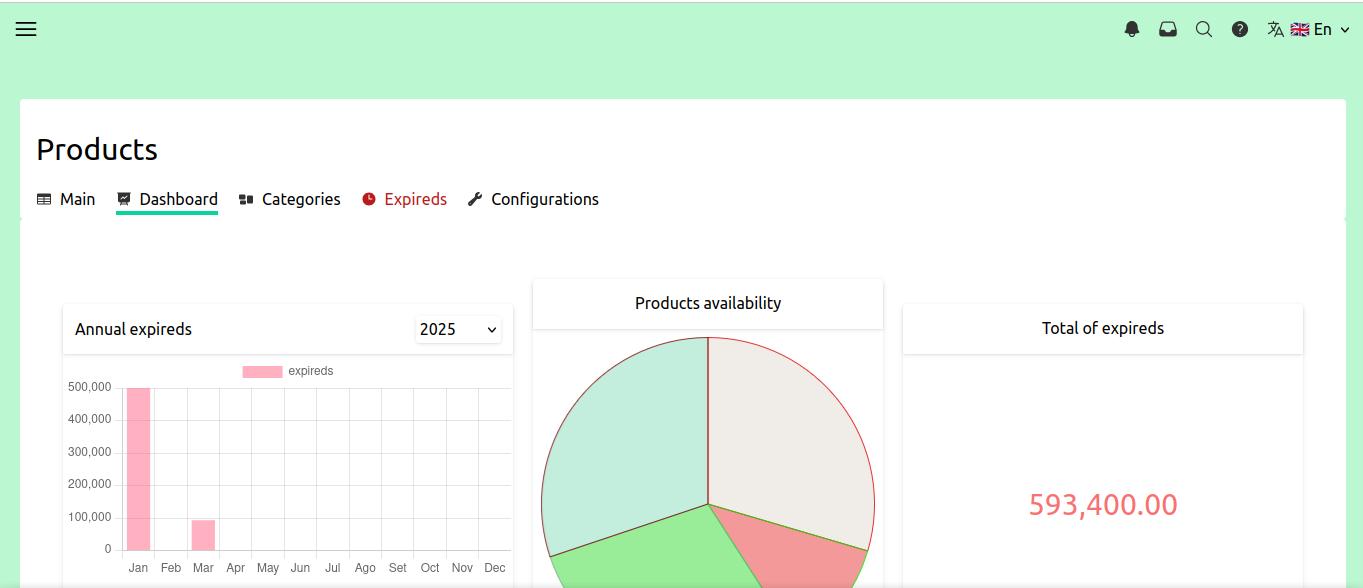 En
Products
Main Dashboard Categories Expireds Configurations
Products availability
Annual expireds 2025
Total of expireds
expireds
500,000
400,000
300,000
200,000
100,000
0
Jan Feb Mar Apr May Jun Jul Ago Set Oct Nov Dec
593,400.00